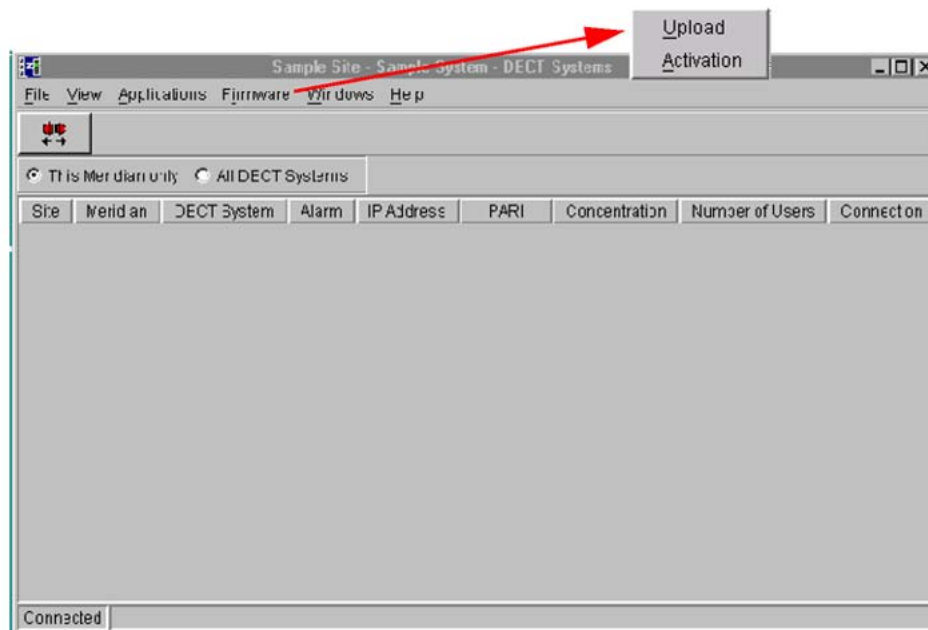 Upload
Activation
Sample Site - Sample System - DECT Systems
File View Applications Firmware Windows Help
This Meridian only All DECT Systems
Site Meridian DECT System Alarm IP Address PARI Concentration Number of Users Connection
Connected